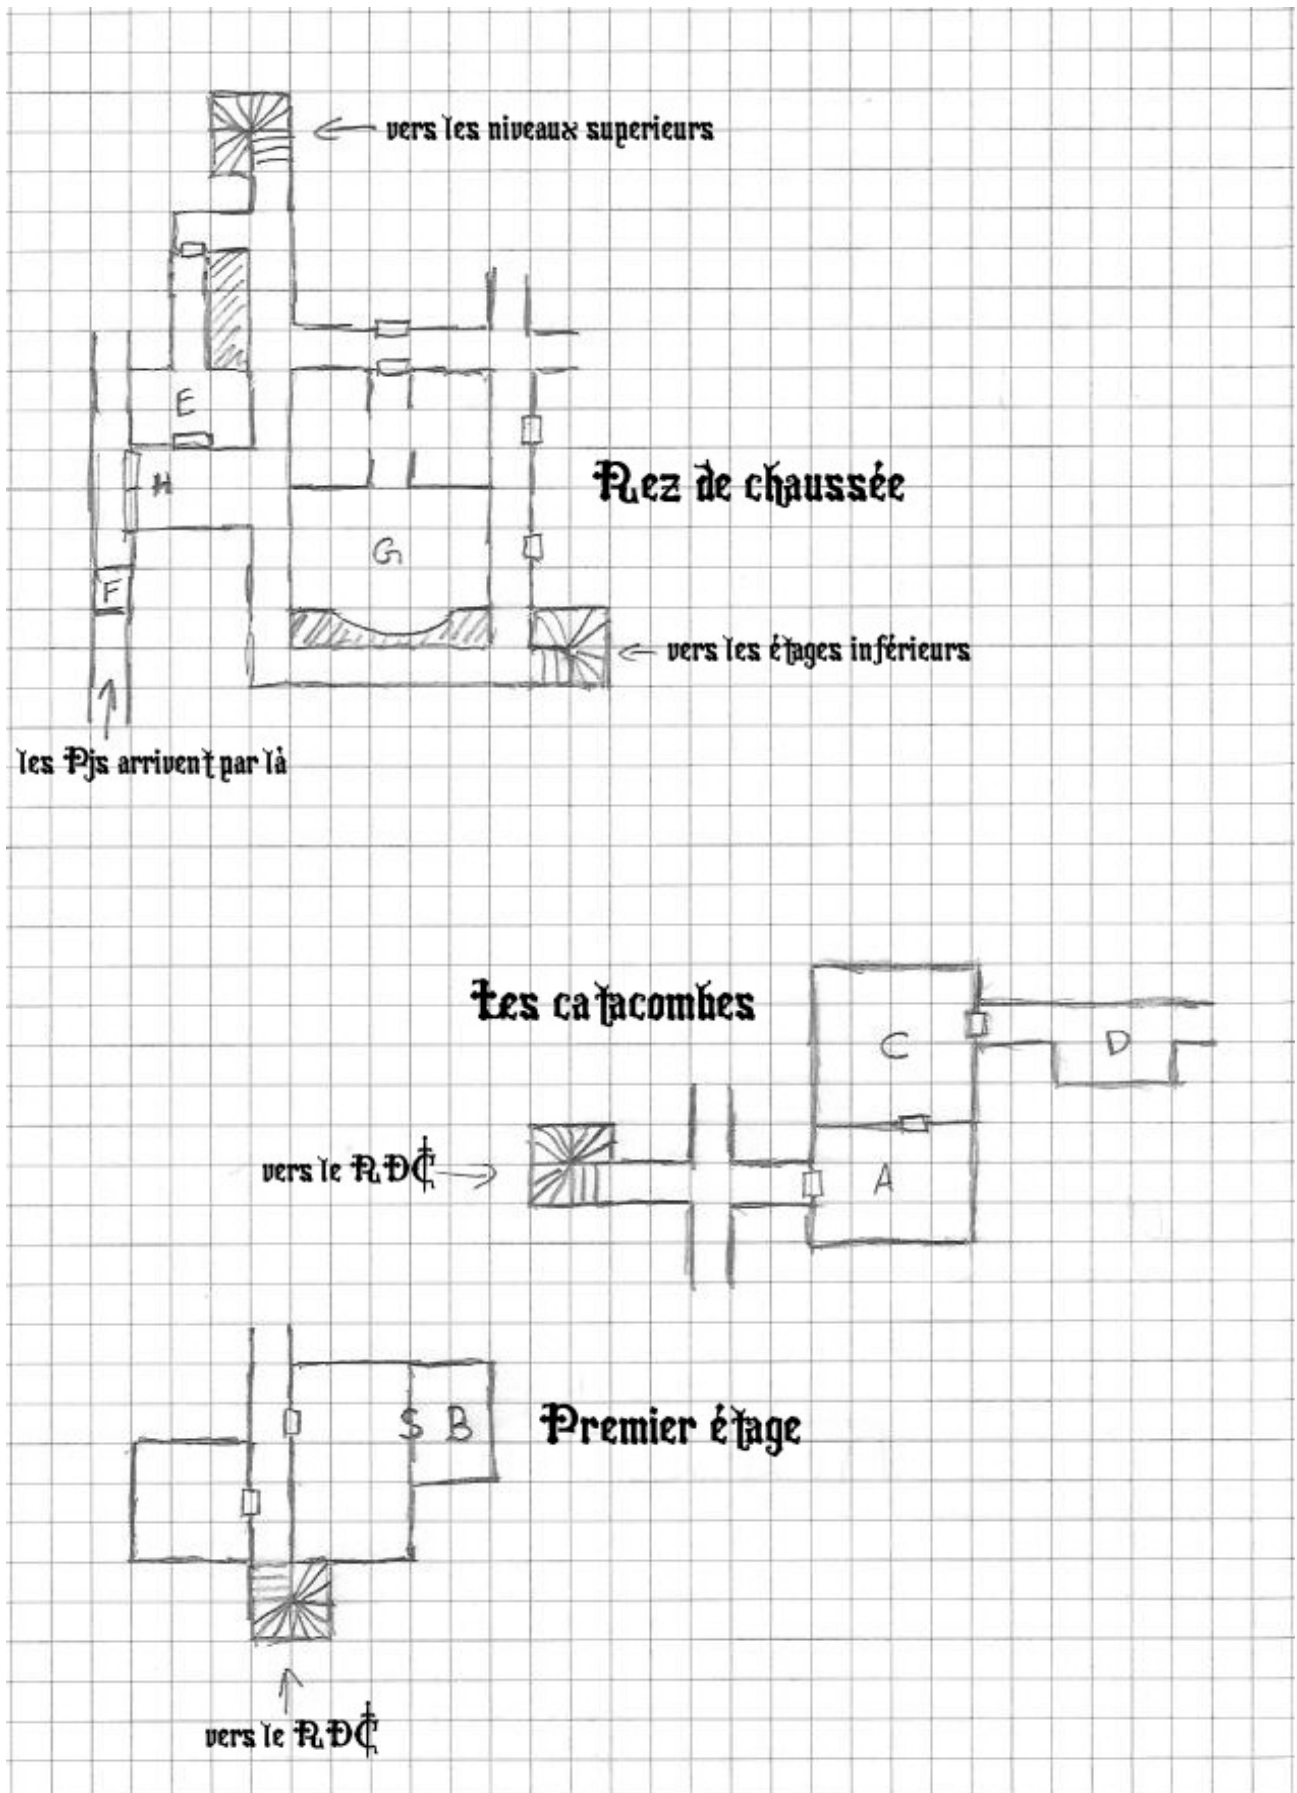 vers les niveaux superieurs
E
H
Rez de chaussée
G
F
vers les étages inférieurs
les Pjs arrivent par là
Les catacombes
C
D
vers le RDC
A
S B
Premier étage
vers le RDC